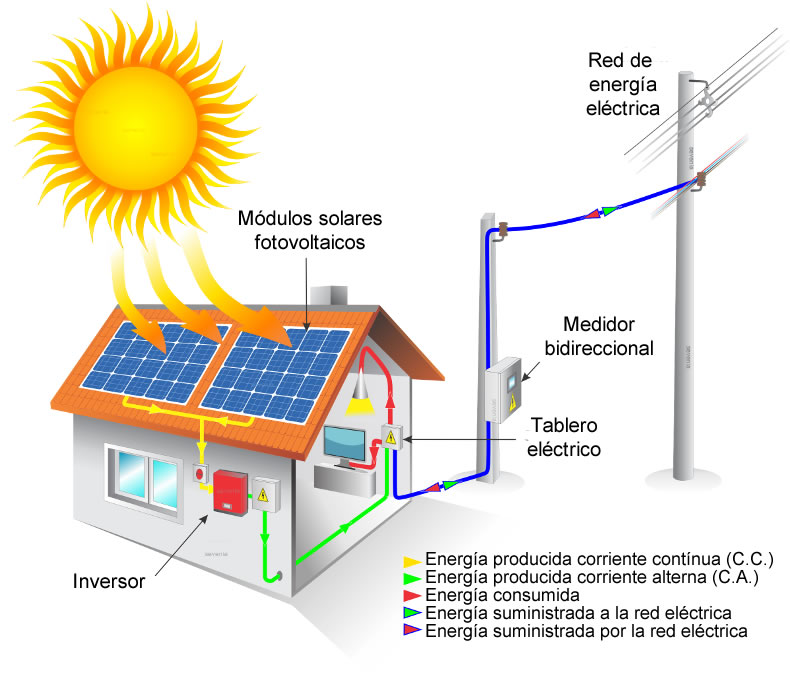 Red de
energía
eléctrica
Módulos solares
fotovoltaicos
Medidor
bidireccional
Tablero
eléctrico
Inversor
Energía producida corriente contínua (C.C.)
Energía producida corriente alterna (C.A.)
Energía consumida
Energía suministrada a la red eléctrica
Energía suministrada por la red eléctrica